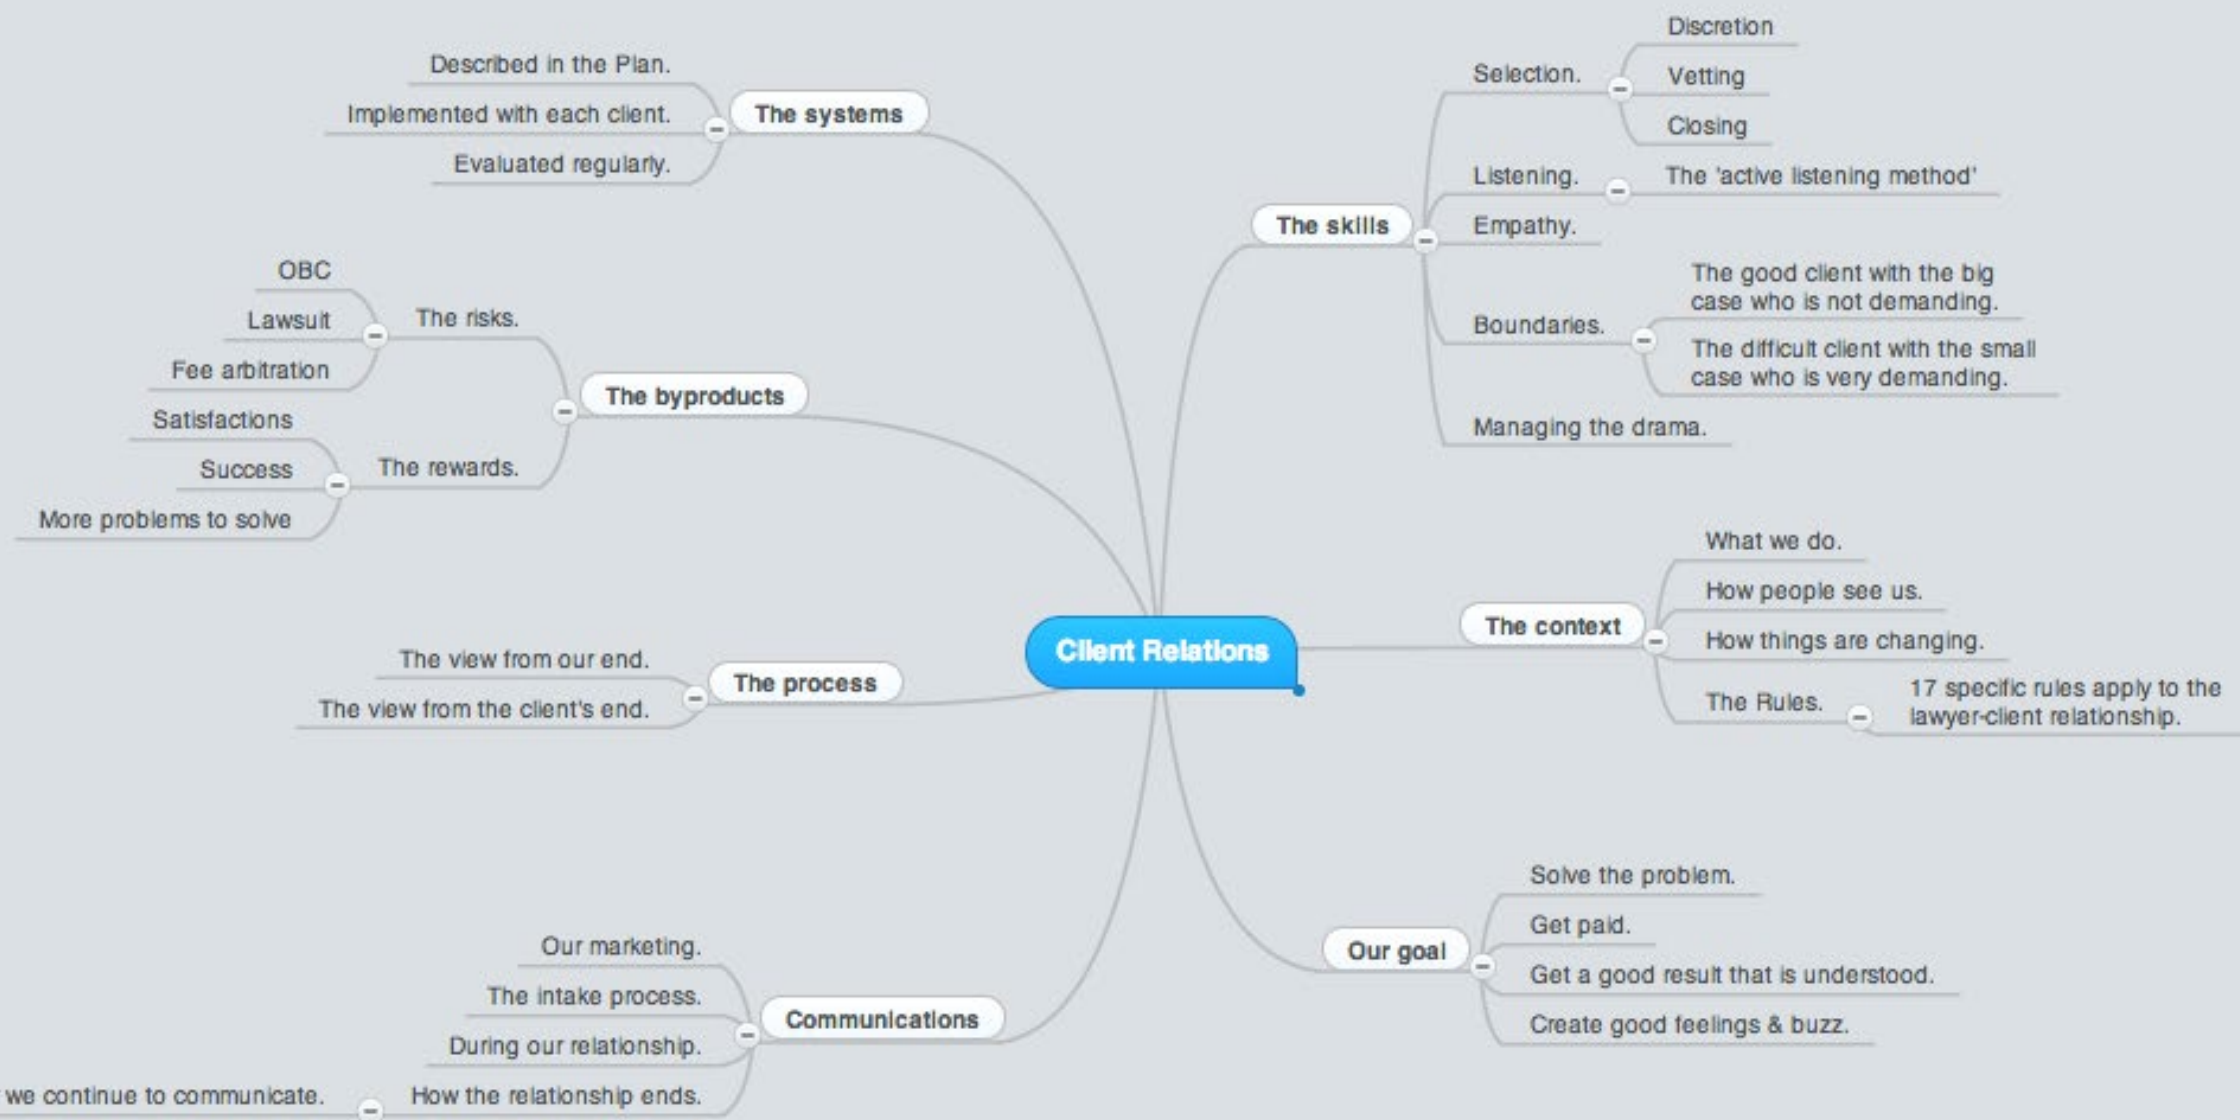 Client Relations
The systems
Described in the Plan.
Implemented with each client.
Evaluated regularly.
The byproducts
The risks.
OBC
Lawsuit
Fee arbitration
The rewards.
Satisfactions
Success
More problems to solve
The process
The view from our end.
The view from the client's end.
Communications
Our marketing.
The intake process.
During our relationship.
How the relationship ends.
we continue to communicate.
The skills
Selection.
Discretion
Vetting
Closing
Listening.
The 'active listening method'
Empathy.
Boundaries.
The good client with the big
case who is not demanding.
The difficult client with the small
case who is very demanding.
Managing the drama.
The context
What we do.
How people see us.
How things are changing.
The Rules.
17 specific rules apply to the
lawyer-client relationship.
Our goal
Solve the problem.
Get paid.
Get a good result that is understood.
Create good feelings & buzz.